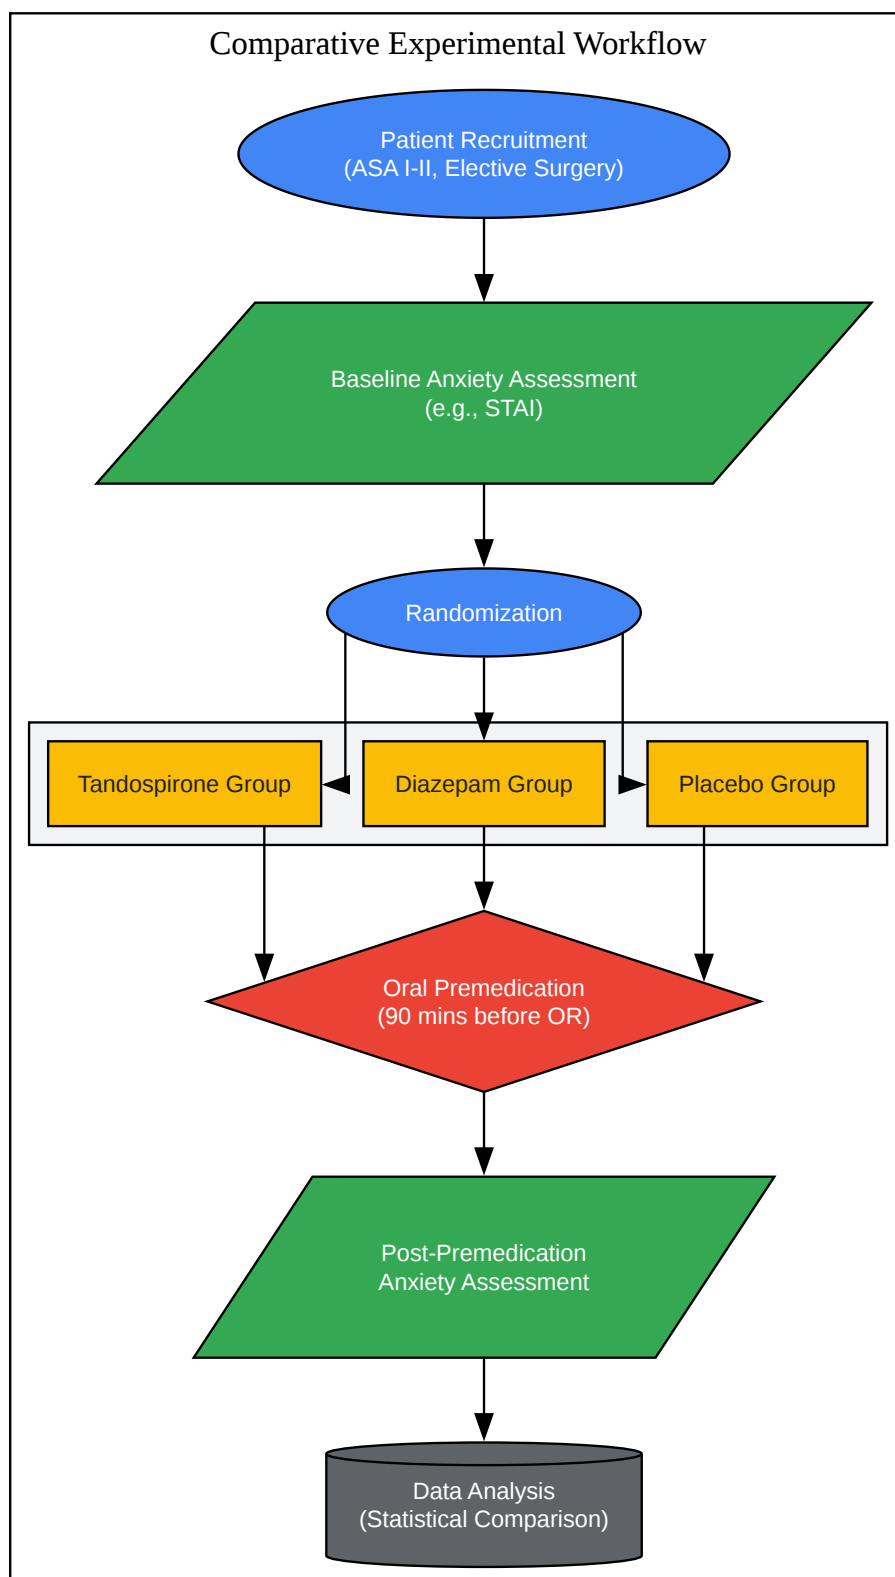 Comparative Experimental Workflow
Patient Recruitment
(ASA I-II, Elective Surgery)
Baseline Anxiety Assessment
(e.g., STAI)
Randomization
Tandospirone Group
Diazepam Group
Placebo Group
Oral Premedication
(90 mins before OR)
Post-Premedication
Anxiety Assessment
Data Analysis
(Statistical Comparison)